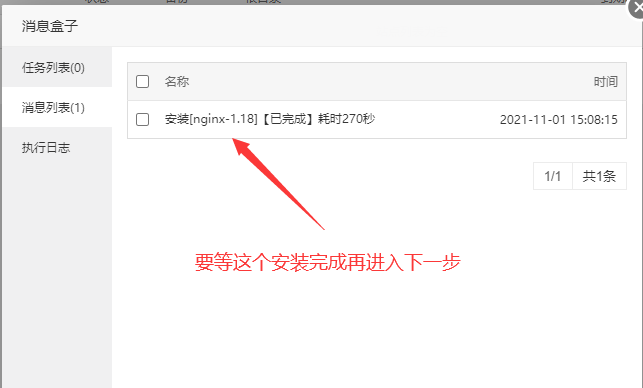 消息盒子
任务列表(0)
消息列表(1)
执行日志
名称 时间
安装[nginx-1.18]【已完成】耗时270秒 2021-11-01 15:08:15
1/1 共1条
要等这个安装完成再进入下一步